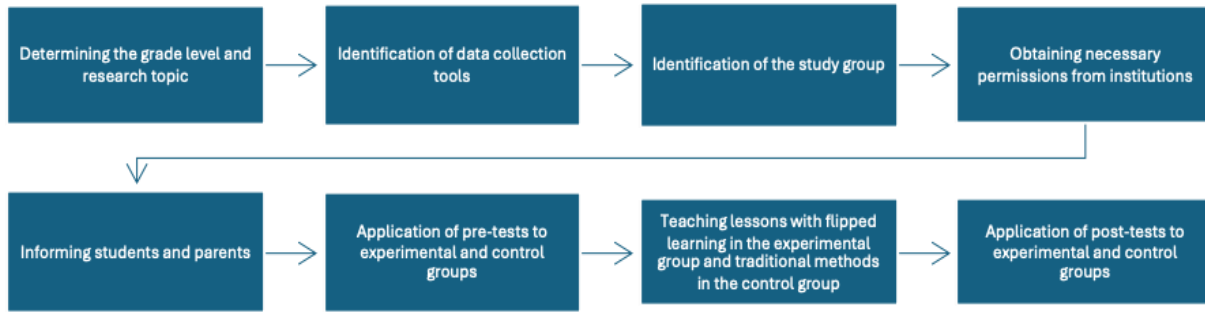 Determining the grade level and
research topic
Identification of data collection
tools
Identification of the study group
Obtaining necessary
permissions from institutions
Informing students and parents
Application of pre-tests to
experimental and control
groups
Teaching lessons with flipped
learning in the experimental
group and traditional methods
in the control group
Application of post-tests to
experimental and control
groups